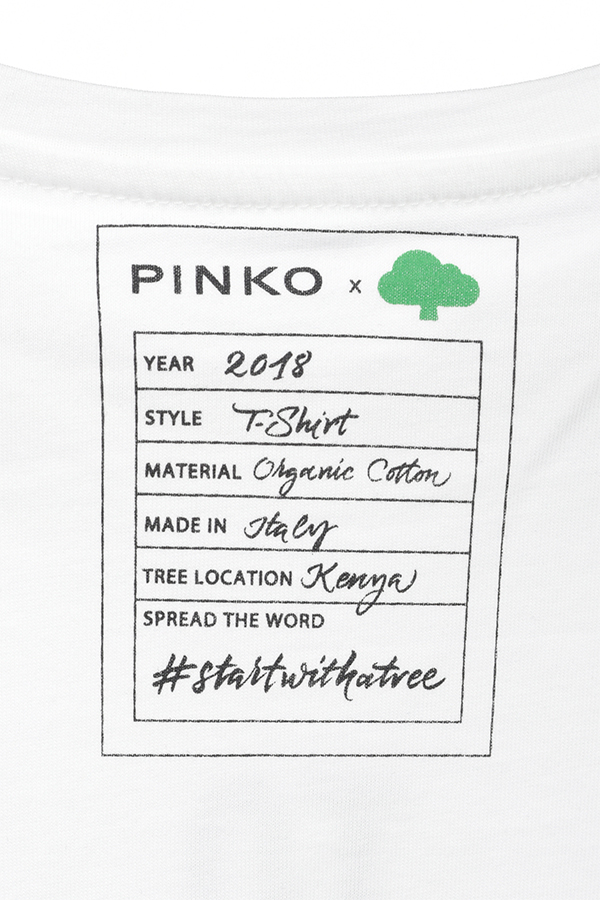 PINKO x
YEAR 2018
STYLE T-Shirt
MATERIAL Organic Cotton
MADE IN Italy
TREE LOCATION Kenya
SPREAD THE WORD
#startwithatree